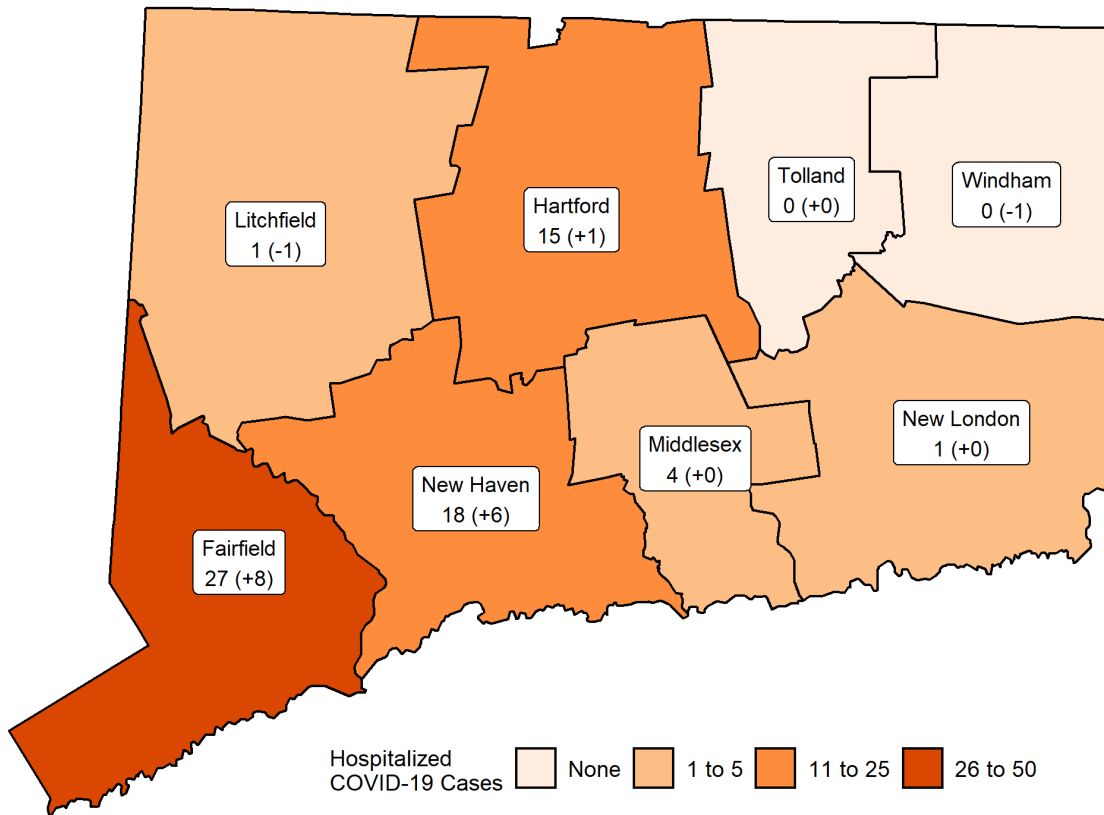 Tolland
0 (+0)
Windham
0 (-1)
Litchfield
1 (-1)
Hartford
15 (+1)
New London
1 (+0)
Middlesex
4 (+0)
New Haven
18 (+6)
Fairfield
27 (+8)
Hospitalized
COVID-19 Cases
None
1 to 5
11 to 25
26 to 50